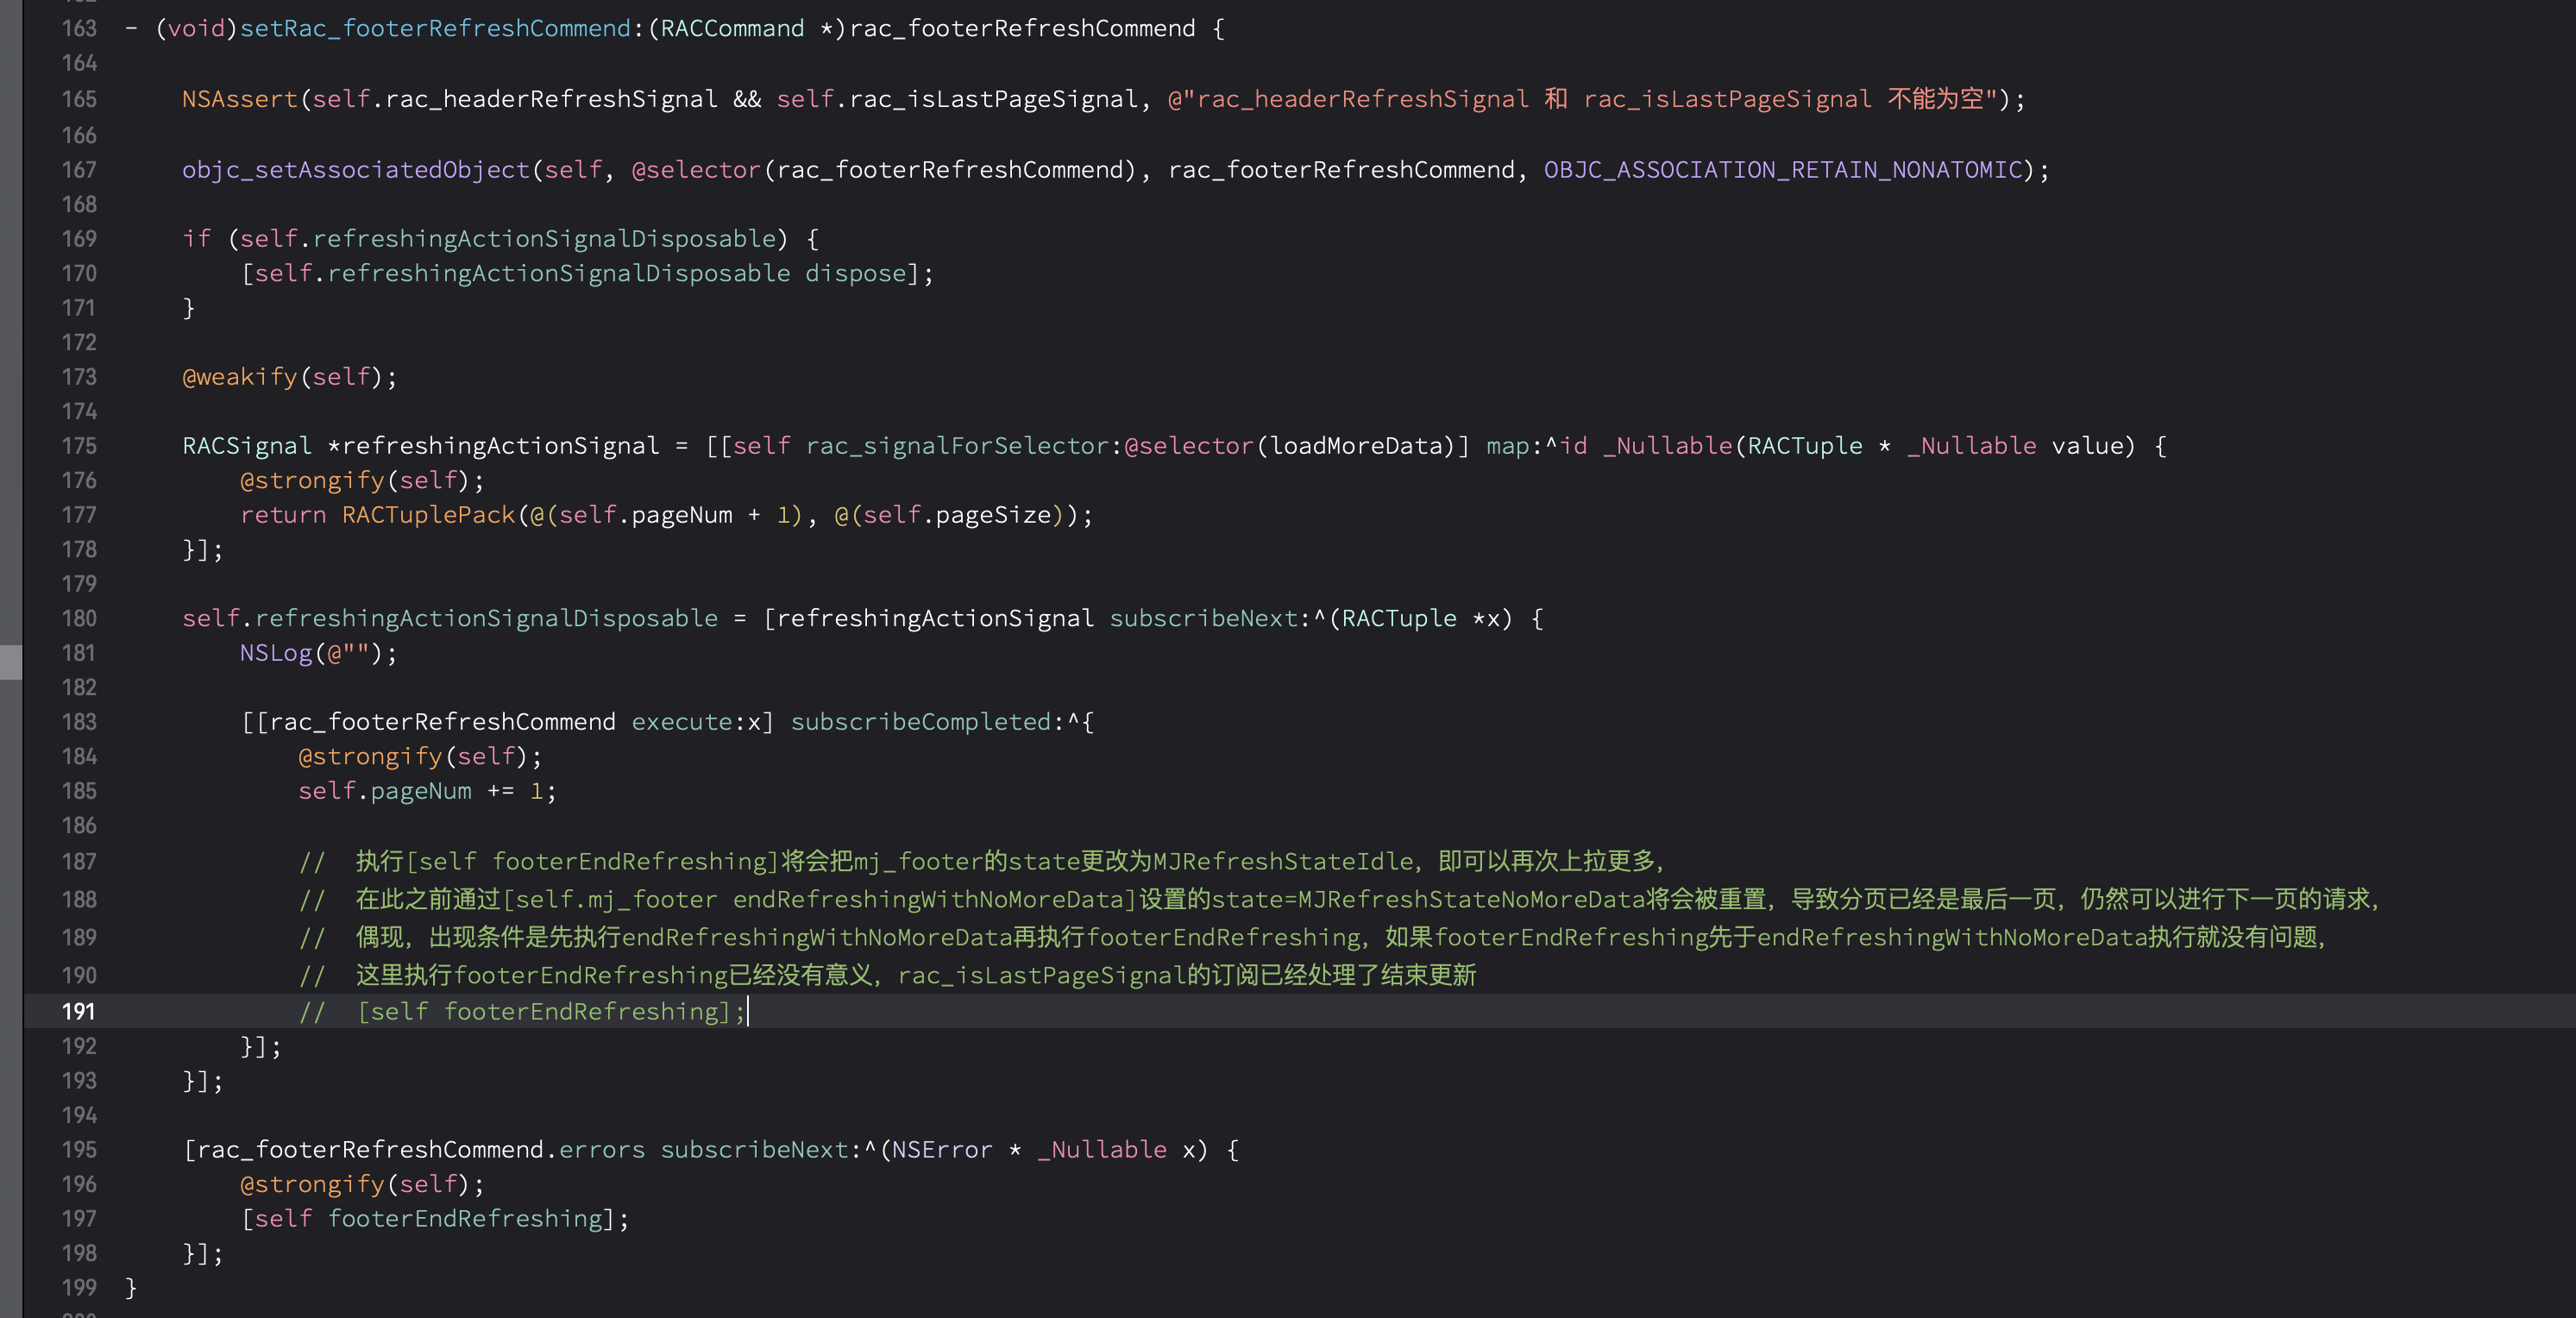 163 - (void)setRac_footerRefreshCommend:(RACCommand *)rac_footerRefreshCommend {
164
165 NSAssert(self.rac_headerRefreshSignal && self.rac_isLastPageSignal, @"rac_headerRefreshSignal 和 rac_isLastPageSignal 不能为空");
166
167 objc_setAssociatedObject(self, @selector(rac_footerRefreshCommend), rac_footerRefreshCommend, OBJC_ASSOCIATION_RETAIN_NONATOMIC);
168
169 if (self.refreshingActionSignalDisposable) {
170 [self.refreshingActionSignalDisposable dispose];
171 }
172
173 @weakify(self);
174
175 RACSignal *refreshingActionSignal = [[self rac_signalForSelector:@selector(loadMoreData)] map:^id _Nullable(RACTuple * _Nullable value) {
176 @strongify(self);
177 return RACTuplePack(@(self.pageNum + 1), @(self.pageSize));
178 }];
179
180 self.refreshingActionSignalDisposable = [refreshingActionSignal subscribeNext:^(RACTuple *x) {
181 NSLog(@"");
182
183 [[rac_footerRefreshCommend execute:x] subscribeCompleted:^{
184 @strongify(self);
185 self.pageNum += 1;
186
187 // 执行[self footerEndRefreshing]将会把mj_footer的state更改为MJRefreshStateIdle，即可以再次上拉更多，
188 // 在此之前通过[self.mj_footer endRefreshingWithNoMoreData]设置的state=MJRefreshStateNoMoreData将会被重置，导致分页已经是最后一页，仍然可以进行下一页的请求，
189 // 偶现，出现条件是先执行endRefreshingWithNoMoreData再执行footerEndRefreshing，如果footerEndRefreshing先于endRefreshingWithNoMoreData执行就没有问题，
190 // 这里执行footerEndRefreshing已经没有意义，rac_isLastPageSignal的订阅已经处理了结束更新
191 // [self footerEndRefreshing];
192 }];
193 }];
194
195 [rac_footerRefreshCommend.errors subscribeNext:^(NSError * _Nullable x) {
196 @strongify(self);
197 [self footerEndRefreshing];
198 }];
199 }